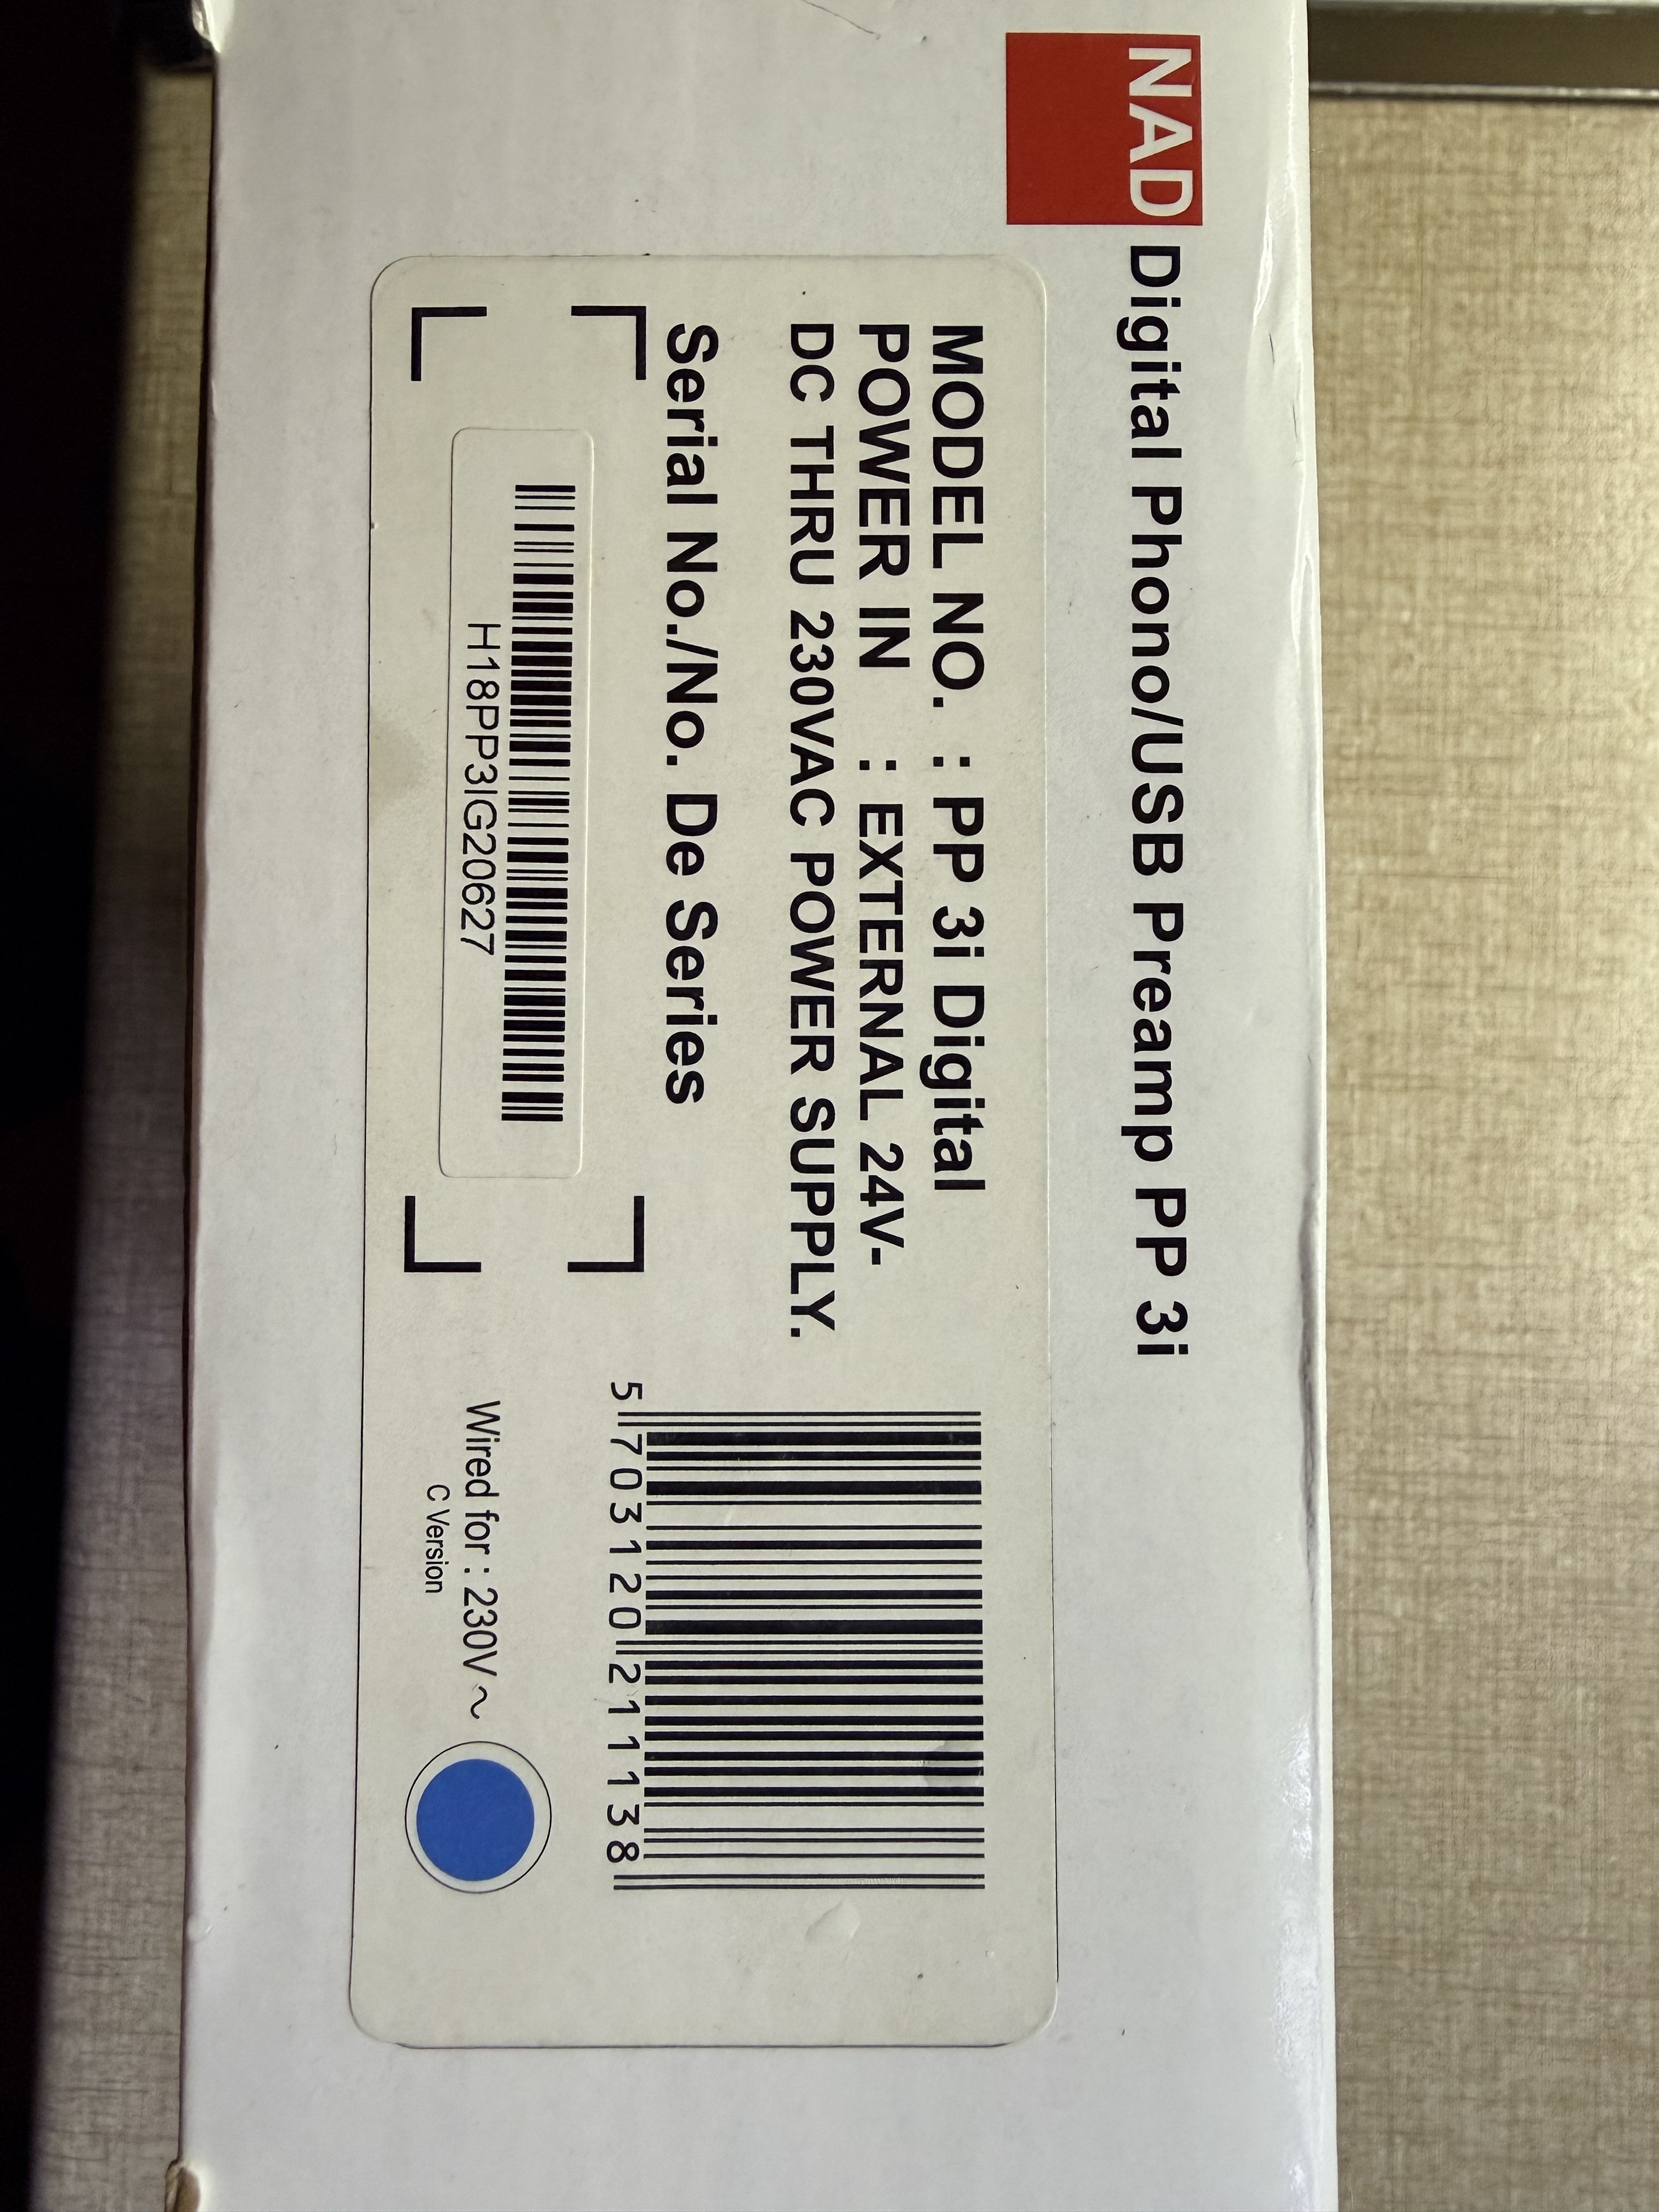 NAD
Digital Phono/USB Preamp PP 3i
MODEL NO. : PP 3i Digital
POWER IN : EXTERNAL 24V-
DC THRU 230VAC POWER SUPPLY.
Serial No./No. De Series
H18PP3IG20627
5 703120 211138
Wired for : 230V ~
C Version